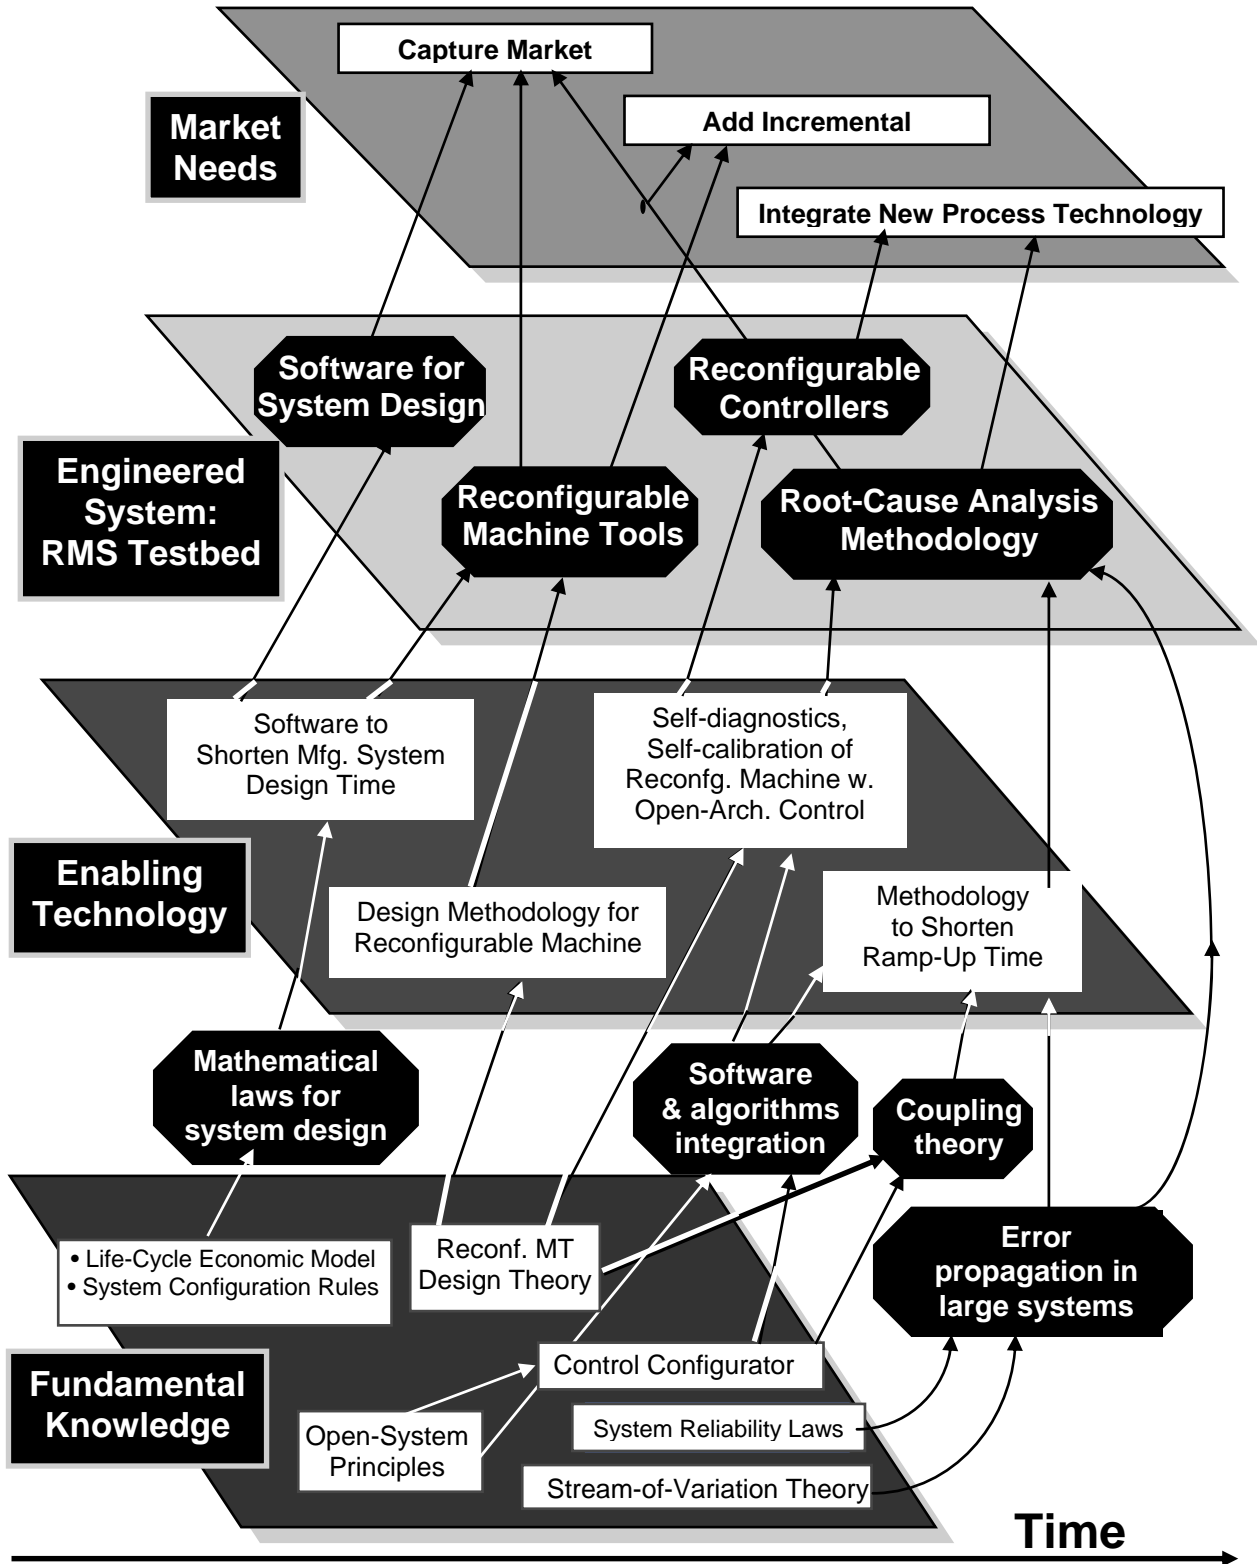 Capture Market
Add Incremental
Market
Needs
Integrate New Process Technology
Software for
System Design
Reconfigurable
Controllers
Engineered
System:
RMS Testbed
Reconfigurable
Machine Tools
Root-Cause Analysis
Methodology
Software to
Shorten Mfg. System
Design Time
Self-diagnostics,
Self-calibration of
Reconfg. Machine w.
Open-Arch. Control
Enabling
Technology
Design Methodology for
Reconfigurable Machine
Methodology
to Shorten
Ramp-Up Time
Mathematical
laws for
system design
Software
& algorithms
integration
Coupling
theory
• Life-Cycle Economic Model
• System Configuration Rules
Reconf. MT
Design Theory
Error
propagation in
large systems
Fundamental
Knowledge
Control Configurator
Open-System
Principles
System Reliability Laws
Stream-of-Variation Theory
Time